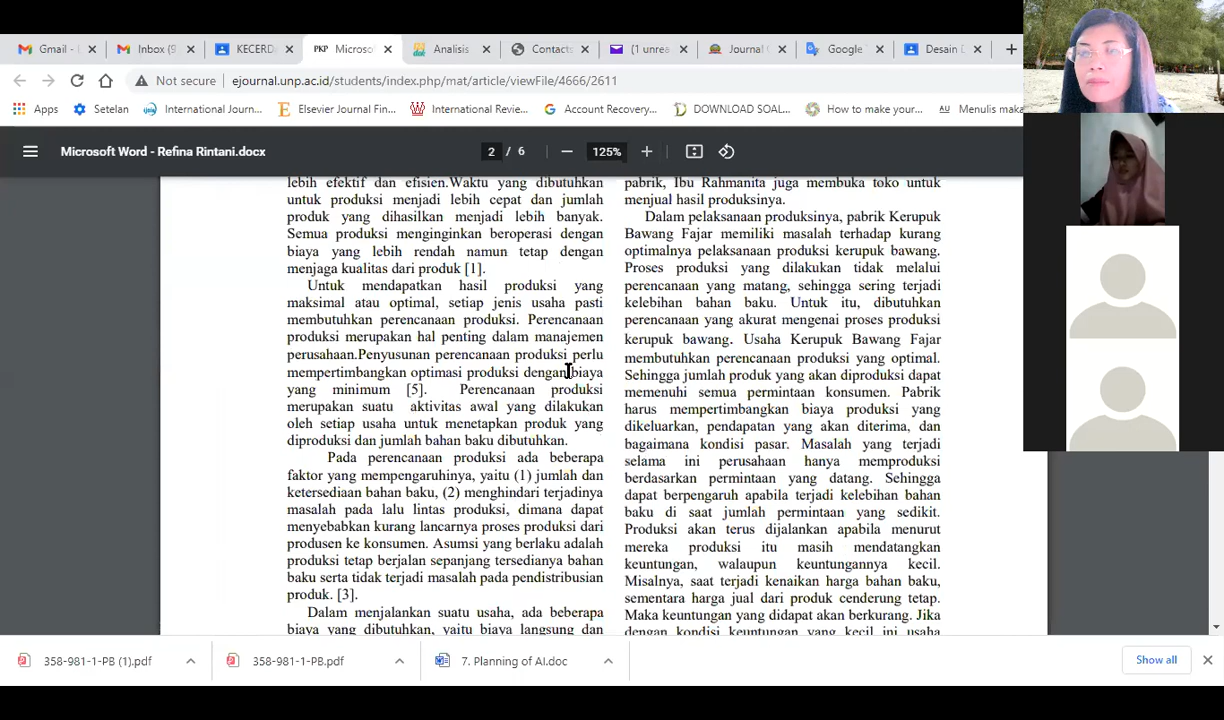 Gmail -
Inbox (9
KECERD
PKP
Microso
Analisis
Contacts
(1 unrea
Journal
Google
Desain D
Not secure
ejournal.unp.ac.id/students/index.php/mat/article/viewFile/4666/2611
Apps
Setelan
International Journ...
Elsevier Journal Fin...
International Revie...
Account Recovery...
DOWNLOAD SOAL...
How to make your...
AU Menulis maka
Microsoft Word - Refina Rintani.docx
2 / 6
125%
lebih efektif dan efisien.Waktu yang dibutuhkan
untuk produksi menjadi lebih cepat dan jumlah
produk yang dihasilkan menjadi lebih banyak.
Semua produksi menginginkan beroperasi dengan
biaya yang lebih rendah namun tetap dengan
menjaga kualitas dari produk [1].
Untuk mendapatkan hasil produksi yang
maksimal atau optimal, setiap jenis usaha pasti
membutuhkan perencanaan produksi. Perencanaan
produksi merupakan hal penting dalam manajemen
perusahaan.Penyusunan perencanaan produksi perlu
mempertimbangkan optimasi produksi dengan biaya
yang minimum [5]. Perencanaan produksi
merupakan suatu aktivitas awal yang dilakukan
oleh setiap usaha untuk menetapkan produk yang
diproduksi dan jumlah bahan baku dibutuhkan.
Pada perencanaan produksi ada beberapa
faktor yang mempengaruhinya, yaitu (1) jumlah dan
ketersediaan bahan baku, (2) menghindari terjadinya
masalah pada lalu lintas produksi, dimana dapat
menyebabkan kurang lancarnya proses produksi dari
produsen ke konsumen. Asumsi yang berlaku adalah
produksi tetap berjalan sepanjang tersedianya bahan
baku serta tidak terjadi masalah pada pendistribusian
produk. [3].
Dalam menjalankan suatu usaha, ada beberapa
biaya yang dibutuhkan, yaitu biaya langsung dan
pabrik, Ibu Rahmanita juga membuka toko untuk
menjual hasil produksinya.
Dalam pelaksanaan produksinya, pabrik Kerupuk
Bawang Fajar memiliki masalah terhadap kurang
optimalnya pelaksanaan produksi kerupuk bawang.
Proses produksi yang dilakukan tidak melalui
perencanaan yang matang, sehingga sering terjadi
kelebihan bahan baku. Untuk itu, dibutuhkan
perencanaan yang akurat mengenai proses produksi
kerupuk bawang. Usaha Kerupuk Bawang Fajar
membutuhkan perencanaan produksi yang optimal.
Sehingga jumlah produk yang akan diproduksi dapat
memenuhi semua permintaan konsumen. Pabrik
harus mempertimbangkan biaya produksi yang
dikeluarkan, pendapatan yang akan diterima, dan
bagaimana kondisi pasar. Masalah yang terjadi
selama ini perusahaan hanya memproduksi
berdasarkan permintaan yang datang. Sehingga
dapat berpengaruh apabila terjadi kelebihan bahan
baku di saat jumlah permintaan yang sedikit.
Produksi akan terus dijalankan apabila menurut
mereka produksi itu masih mendatangkan
keuntungan, walaupun keuntungannya kecil.
Misalnya, saat terjadi kenaikan harga bahan baku,
sementara harga jual dari produk cenderung tetap.
Maka keuntungan yang didapat akan berkurang. Jika
dengan kondisi keuntungan yang kecil ini usaha
358-981-1-PB (1).pdf
358-981-1-PB.pdf
7. Planning of AI.doc
Show all